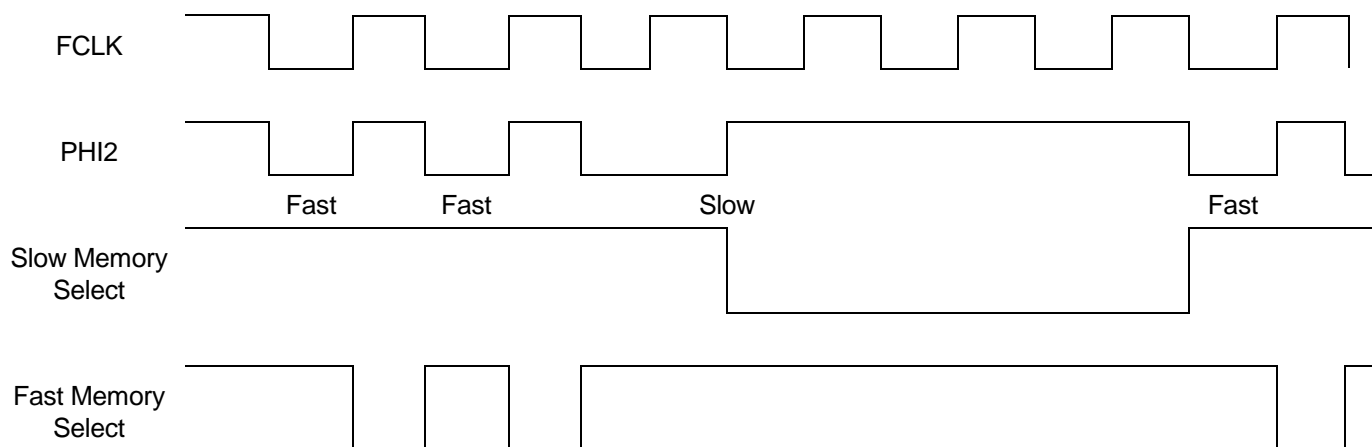 FCLK
PHI2
Fast Fast Slow Fast
Slow Memory
Select
Fast Memory
Select